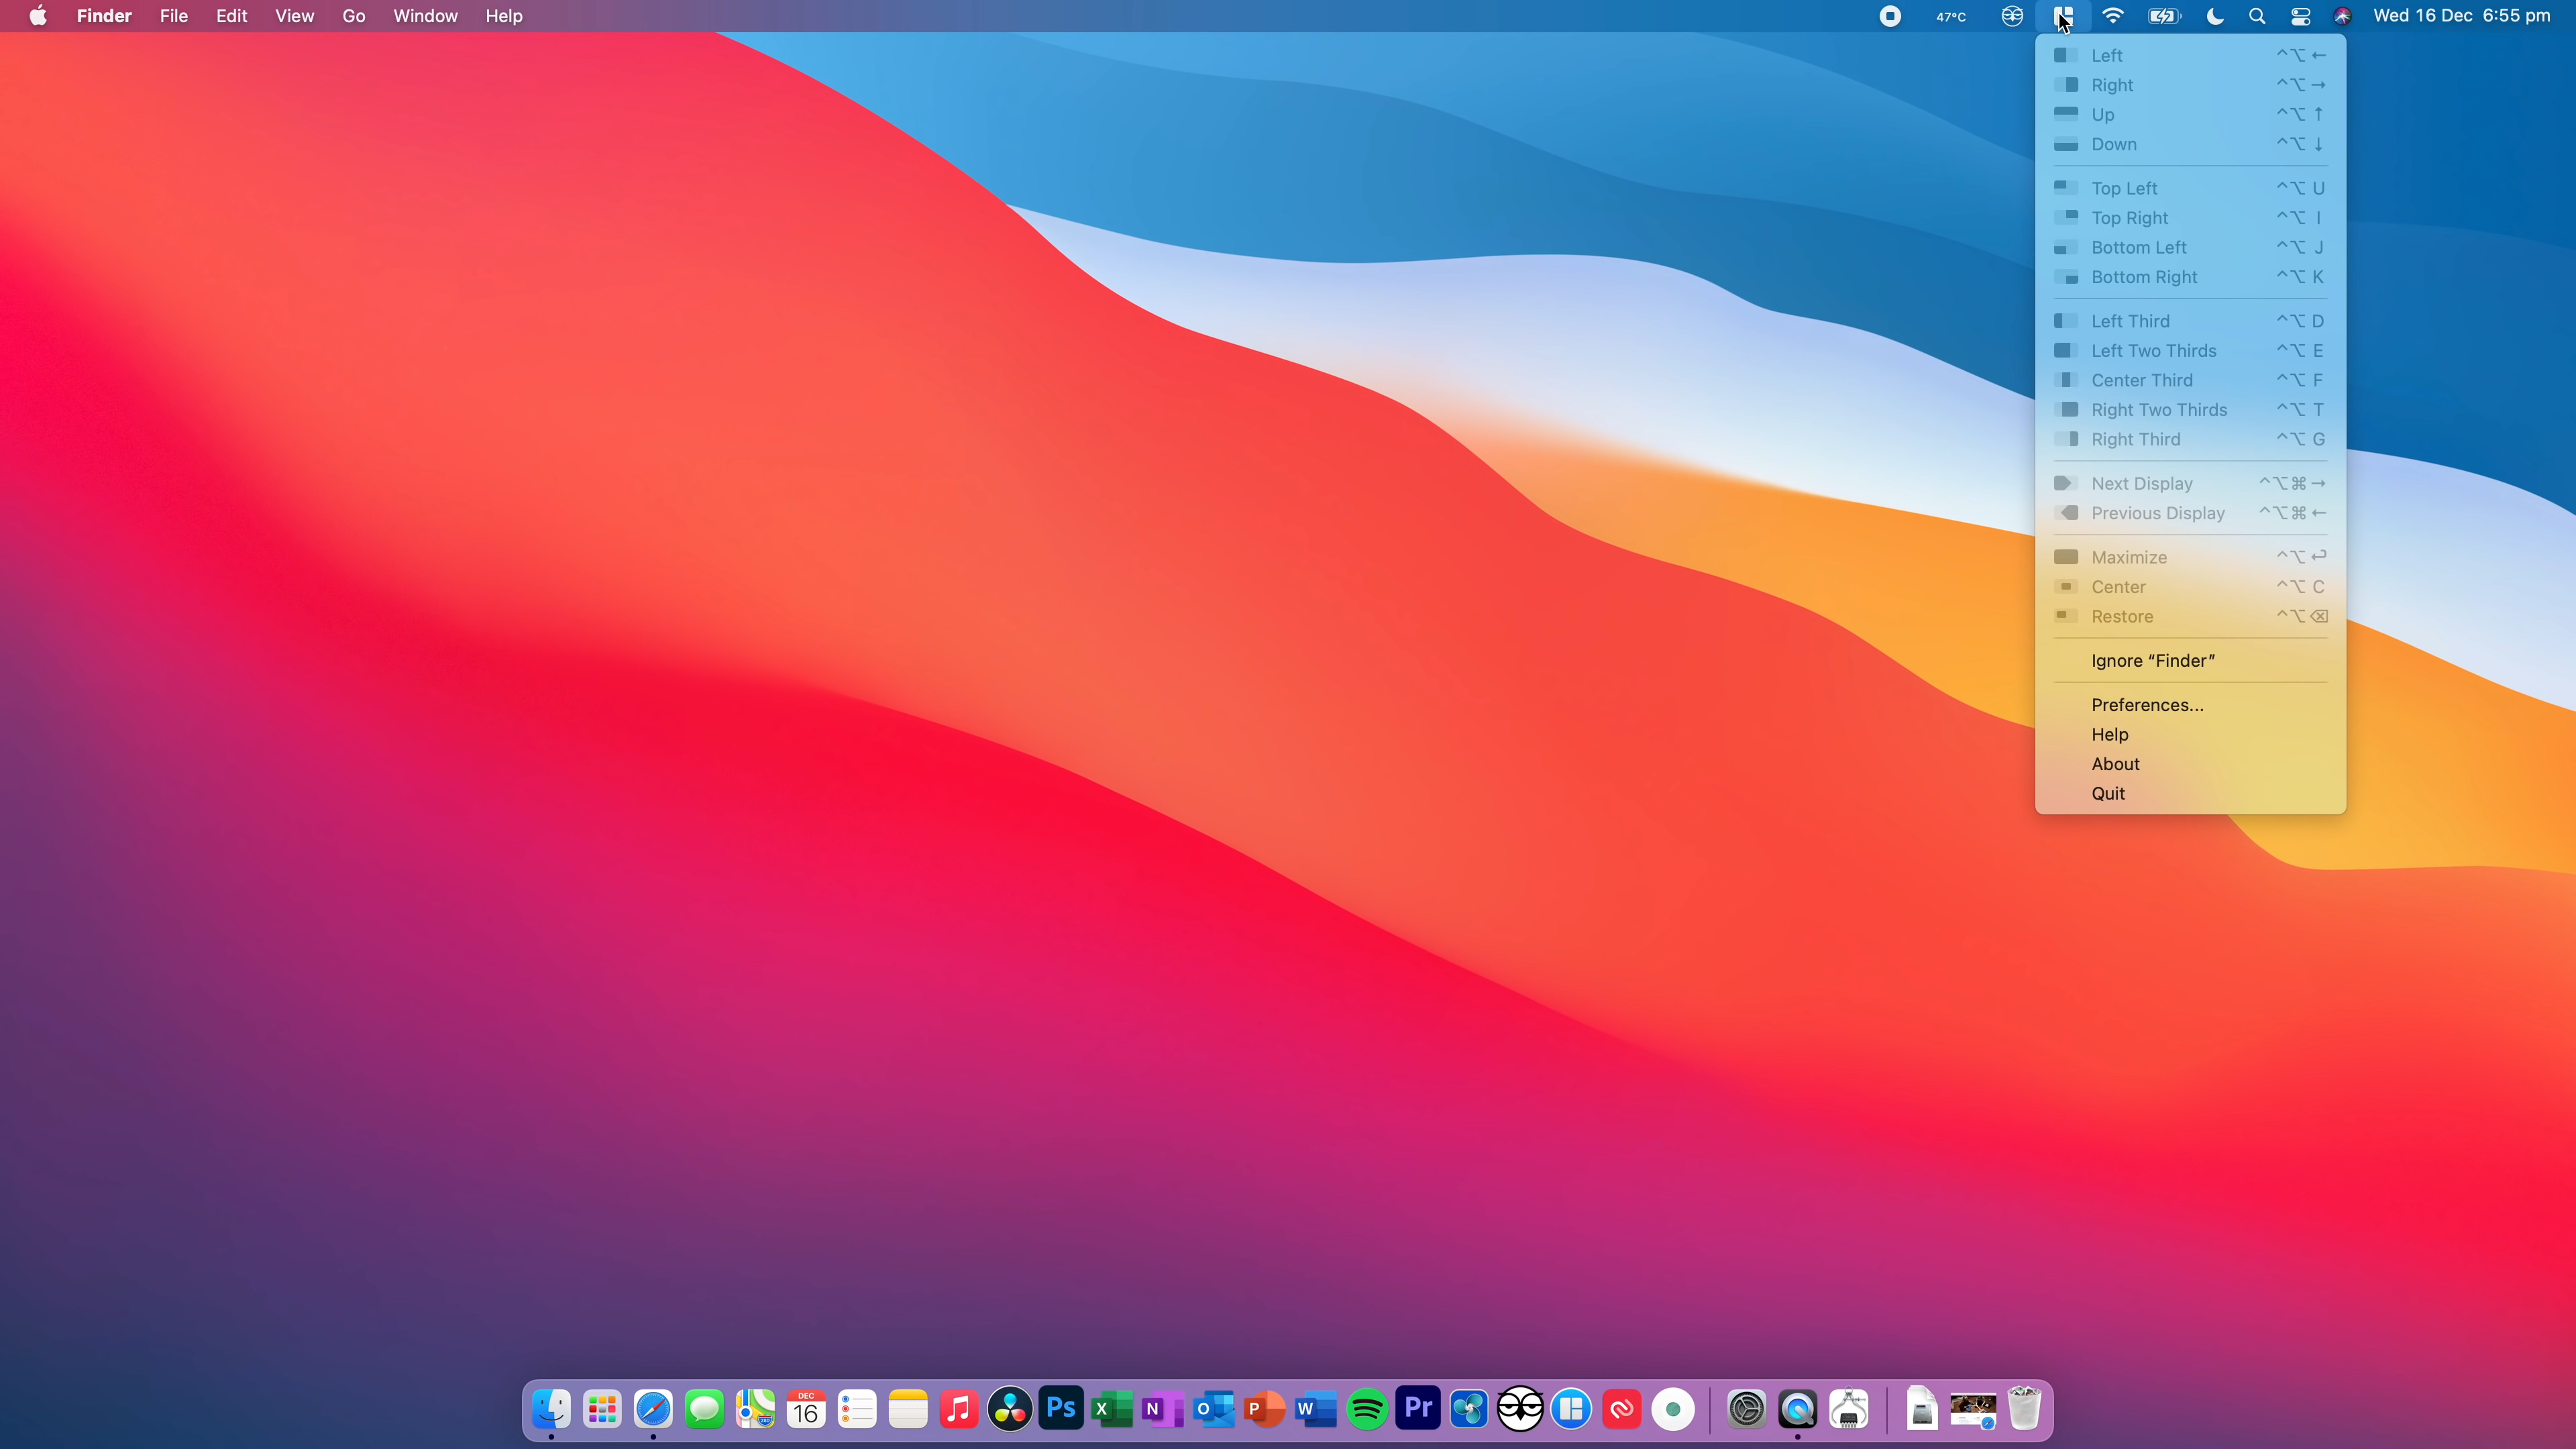 Finder File Edit View Go Window Help 47°C Wed 16 Dec 6:55 pm
Left ^⌥ ←
Right ^⌥ →
Up ^⌥ ↑
Down ^⌥ ↓
Top Left ^⌥ U
Top Right ^⌥ I
Bottom Left ^⌥ J
Bottom Right ^⌥ K
Left Third ^⌥ D
Left Two Thirds ^⌥ E
Center Third ^⌥ F
Right Two Thirds ^⌥ T
Right Third ^⌥ G
Next Display ^⌥⌘ →
Previous Display ^⌥⌘ ←
Maximize ^⌥ ↩
Center ^⌥ C
Restore ^⌥ ⌫
Ignore “Finder”
Preferences...
Help
About
Quit
DEC
16
Ps X N O P W Pr